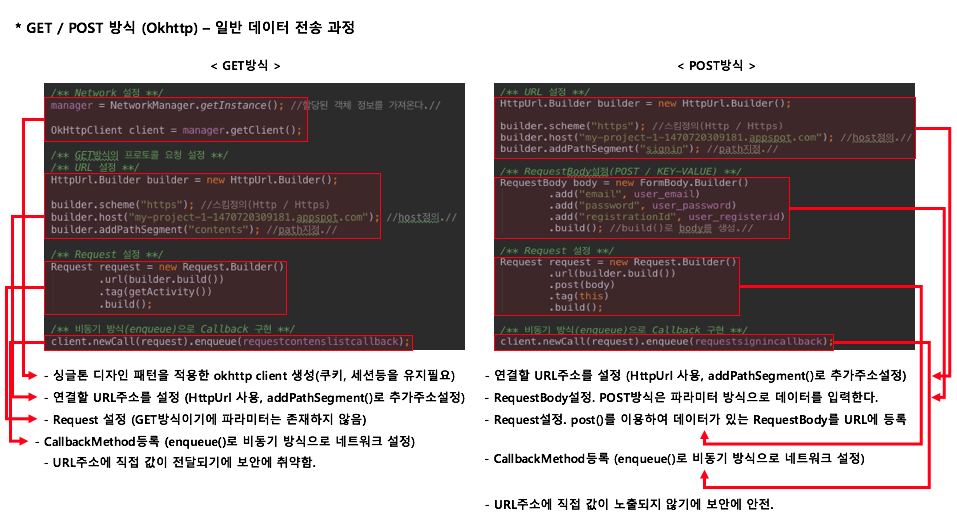 * GET / POST 방식 (Okhttp) – 일반 데이터 전송 과정
< GET방식 >
/** Network 설정 **/
manager = NetworkManager.getInstance(); //할당된 객체 정보를 가져온다.//
OkHttpClient client = manager.getClient();
/** GET방식의 프로토콜 요청 설정 **/
/** URL 설정 **/
HttpUrl.Builder builder = new HttpUrl.Builder();
builder.scheme("https"); //스킴정의(Http / Https)
builder.host("my-project-1-1470720309181.appspot.com"); //host정의.//
builder.addPathSegment("contents"); //path지정.//
/** Request 설정 **/
Request request = new Request.Builder()
.url(builder.build())
.tag(getActivity())
.build();
/** 비동기 방식(enqueue)으로 Callback 구현 **/
client.newCall(request).enqueue(requestcontenslistcallback);
- 싱글톤 디자인 패턴을 적용한 okhttp client 생성(쿠키, 세션등을 유지필요)
- 연결할 URL주소를 설정 (HttpUrl 사용, addPathSegment()로 추가주소설정)
- Request 설정 (GET방식이기에 파라미터는 존재하지 않음)
- CallbackMethod등록 (enqueue()로 비동기 방식으로 네트워크 설정)
- URL주소에 직접 값이 전달되기에 보안에 취약함.
< POST방식 >
/** URL 설정 **/
HttpUrl.Builder builder = new HttpUrl.Builder();
builder.scheme("https"); //스킴정의(Http / Https)
builder.host("my-project-1-1470720309181.appspot.com"); //host정의.//
builder.addPathSegment("signin"); //path지정.//
/** RequestBody설정(POST / KEY-VALUE) **/
RequestBody body = new FormBody.Builder()
.add("email", user_email)
.add("password", user_password)
.add("registrationId", user_registerid)
.build(); //build()로 body를 생성.//
/** Request 설정 **/
Request request = new Request.Builder()
.url(builder.build())
.post(body)
.tag(this)
.build();
/** 비동기 방식(enqueue)으로 Callback 구현 **/
client.newCall(request).enqueue(requestsignincallback);
- 연결할 URL주소를 설정 (HttpUrl 사용, addPathSegment()로 추가주소설정)
- RequestBody설정. POST방식은 파라미터 방식으로 데이터를 입력한다.
- Request설정. post()를 이용하여 데이터가 있는 RequestBody를 URL에 등록
- CallbackMethod등록 (enqueue()로 비동기 방식으로 네트워크 설정)
- URL주소에 직접 값이 노출되지 않기에 보안에 안전.